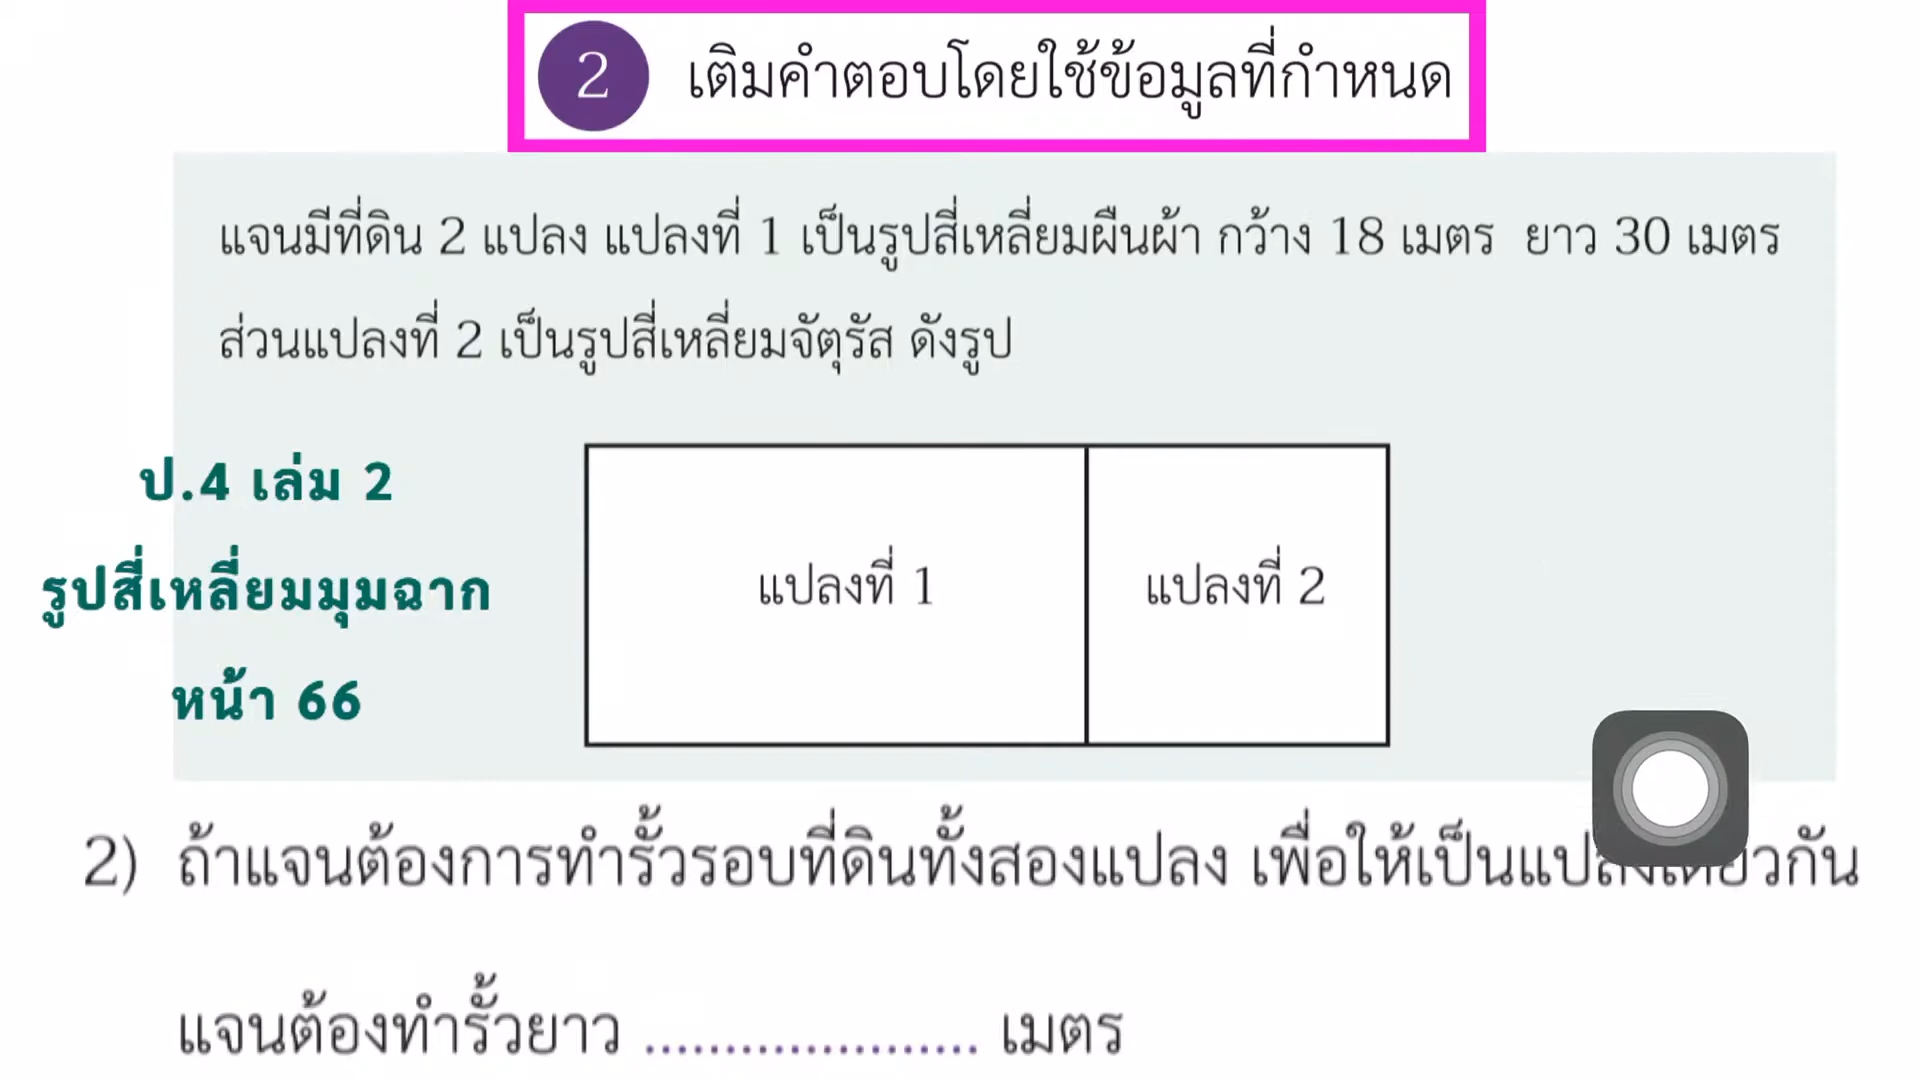 2 เติมคำตอบโดยใช้ข้อมูลที่กำหนด
แจนมีที่ดิน 2 แปลง แปลงที่ 1 เป็นรูปสี่เหลี่ยมผืนผ้า กว้าง 18 เมตร ยาว 30 เมตร
ส่วนแปลงที่ 2 เป็นรูปสี่เหลี่ยมจัตุรัส ดังรูป
ป.4 เล่ม 2
รูปสี่เหลี่ยมมุมฉาก
หน้า 66
แปลงที่ 1
แปลงที่ 2
2) ถ้าแจนต้องการทำรั้วรอบที่ดินทั้งสองแปลง เพื่อให้เป็นแปลงเดียวกัน
แจนต้องทำรั้วยาว ..................... เมตร